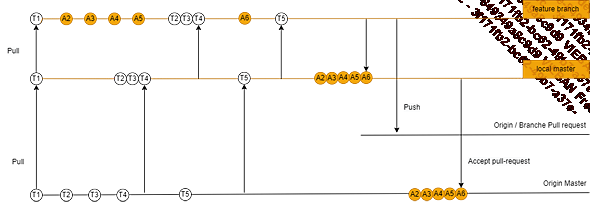 feature branch
T1 A2 A3 A4 A5 T2 T3 T4 A6 T5
Pull
local master
T1 T2 T3 T4 T5 A2 A3 A4 A5 A6
Push
Origin / Branche Pull request
Pull
Accept pull-request
Origin Master
T1 T2 T3 T4 T5 A2 A3 A4 A5 A6